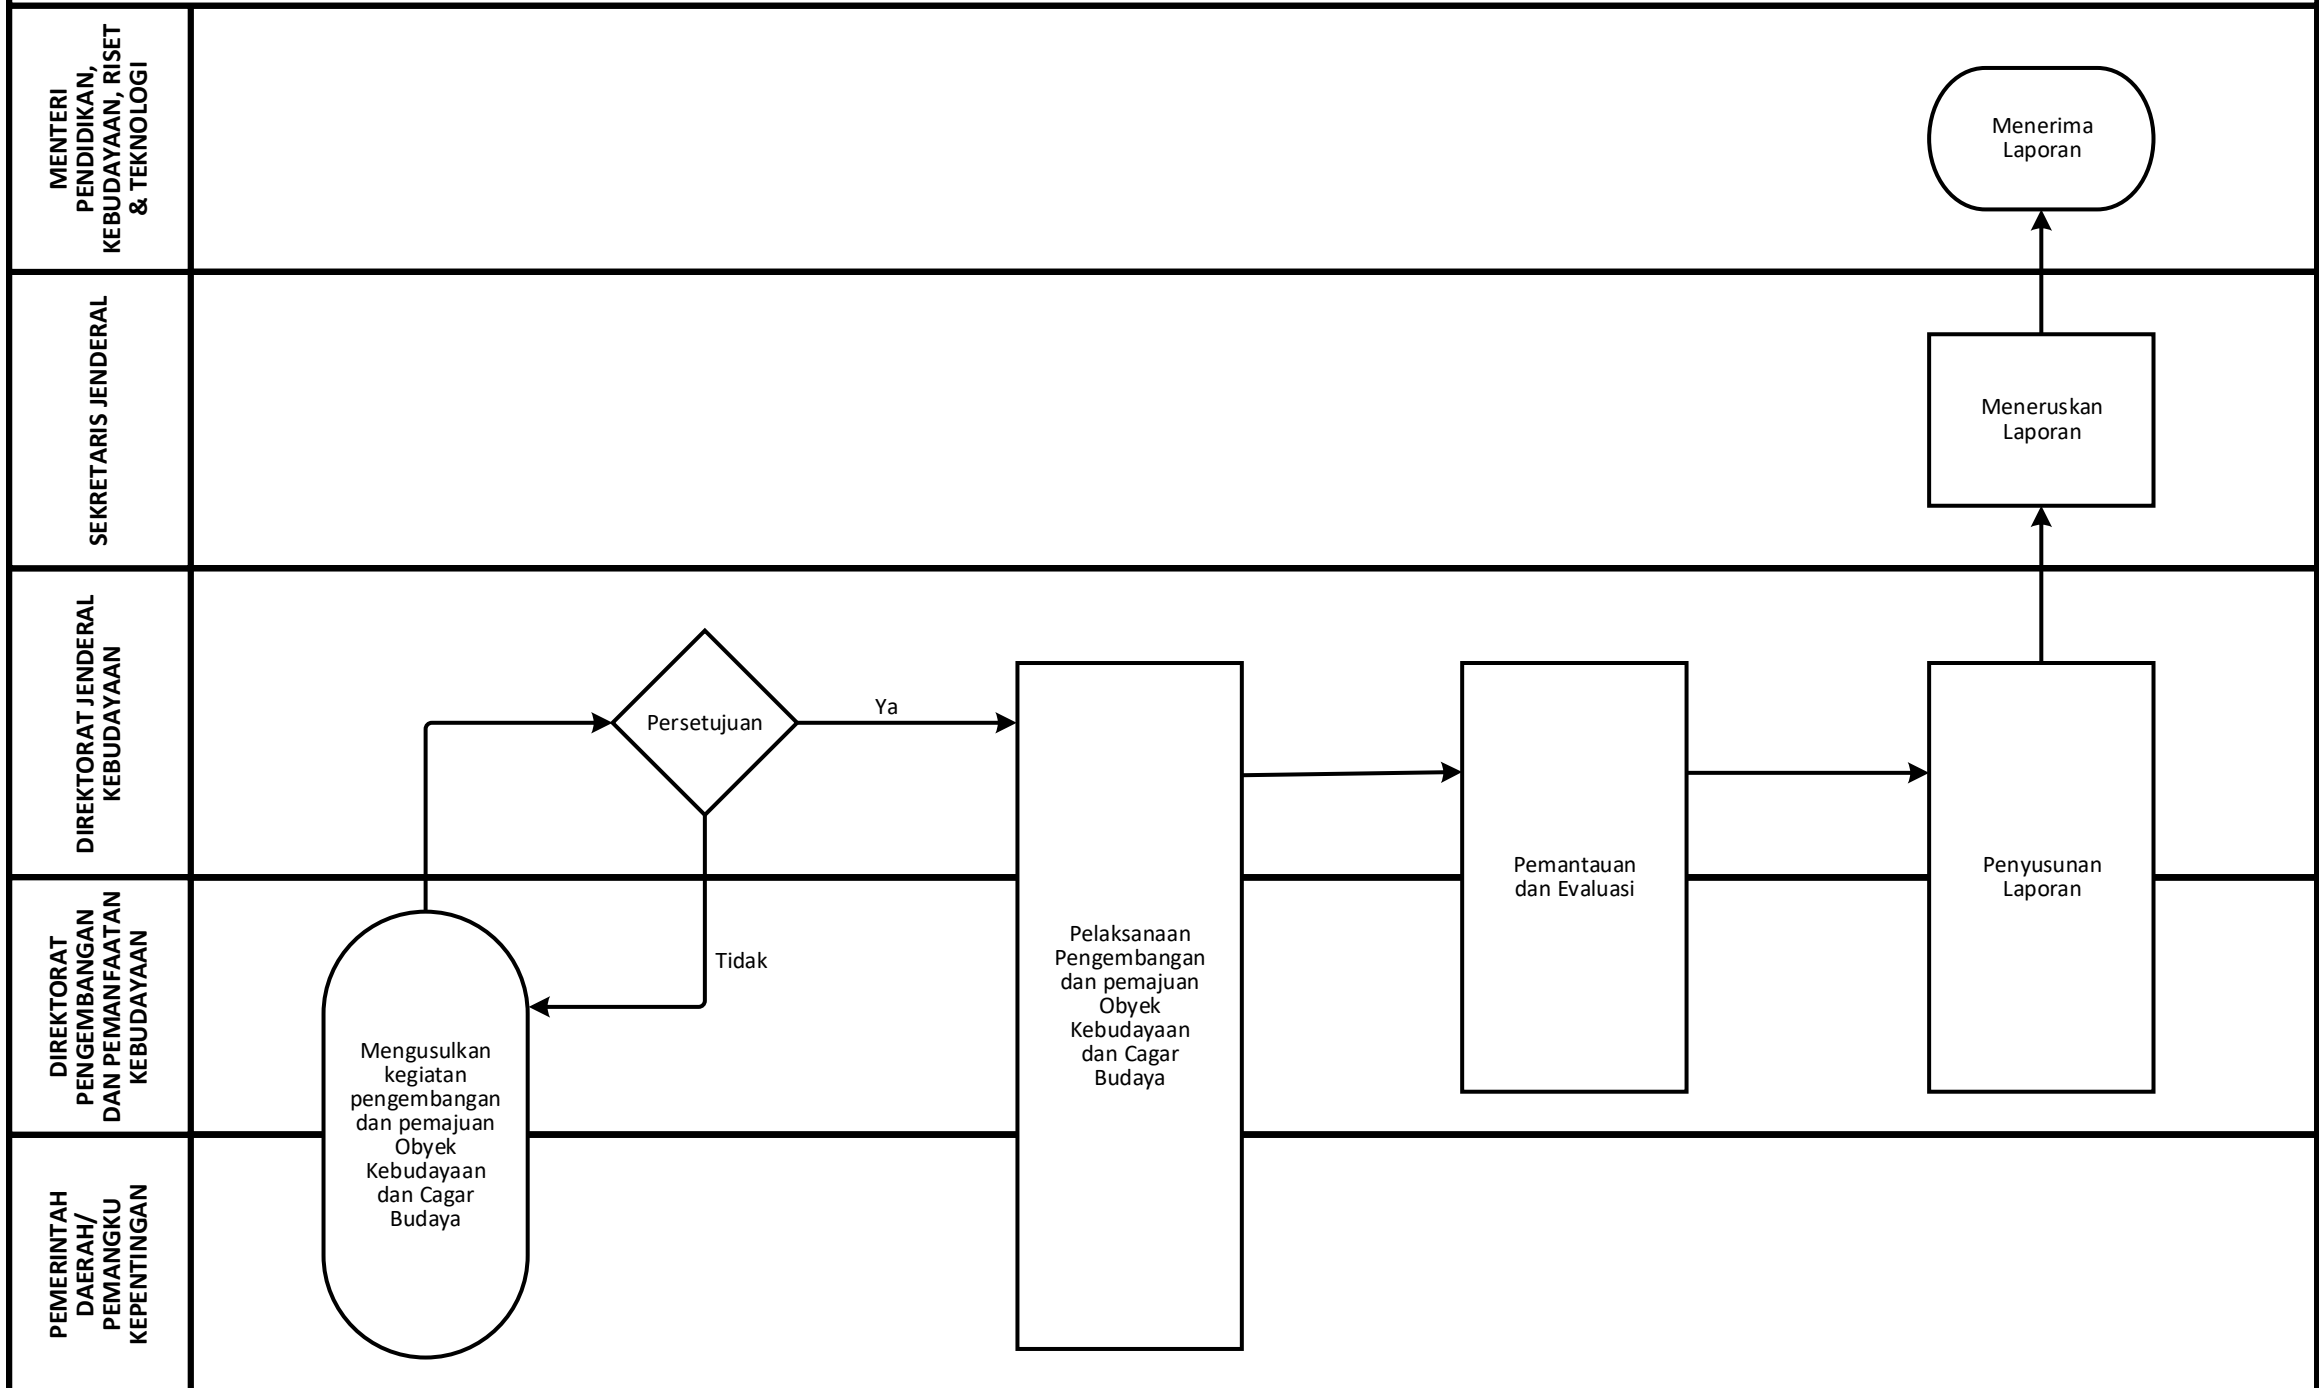 MENTERI
PENDIDIKAN,
KEBUDAYAAN, RISET
& TEKNOLOGI
Menerima
Laporan
SEKRETARIS JENDERAL
Meneruskan
Laporan
DIREKTORAT JENDERAL
KEBUDAYAAN
Persetujuan
Ya
Tidak
DIREKTORAT
PENGEMBANGAN
DAN PEMANFAATAN
KEBUDAYAAN
Mengusulkan
kegiatan
pengembangan
dan pemajuan
Obyek
Kebudayaan
dan Cagar
Budaya
Pelaksanaan
Pengembangan
dan pemajuan
Obyek
Kebudayaan
dan Cagar
Budaya
Pemantauan
dan Evaluasi
Penyusunan
Laporan
PEMERINTAH
DAERAH/
PEMANGKU
KEPENTINGAN